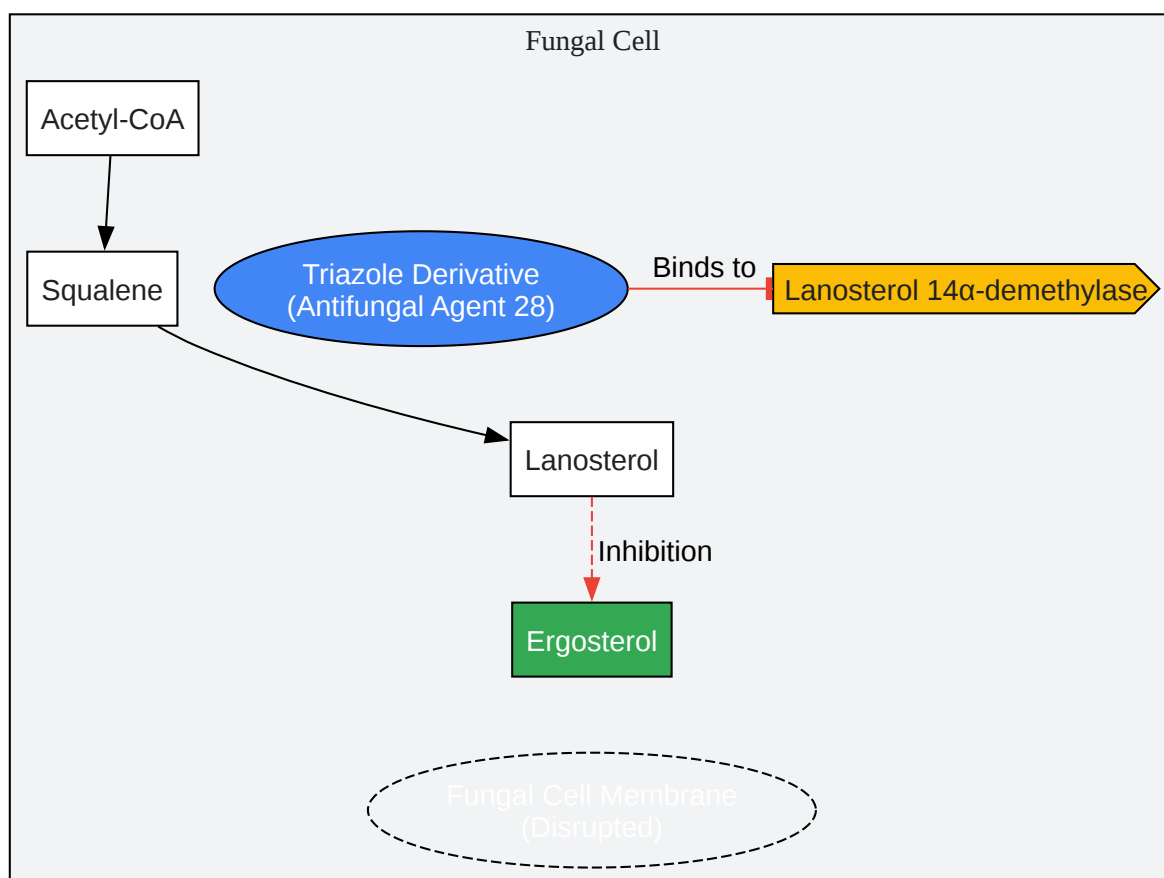 Fungal Cell
Acetyl-CoA
Squalene
Triazole Derivative
(Antifungal Agent 28)
Binds to
Lanosterol 14α-demethylase
Lanosterol
Inhibition
Ergosterol
Fungal Cell Membrane
(Disrupted)